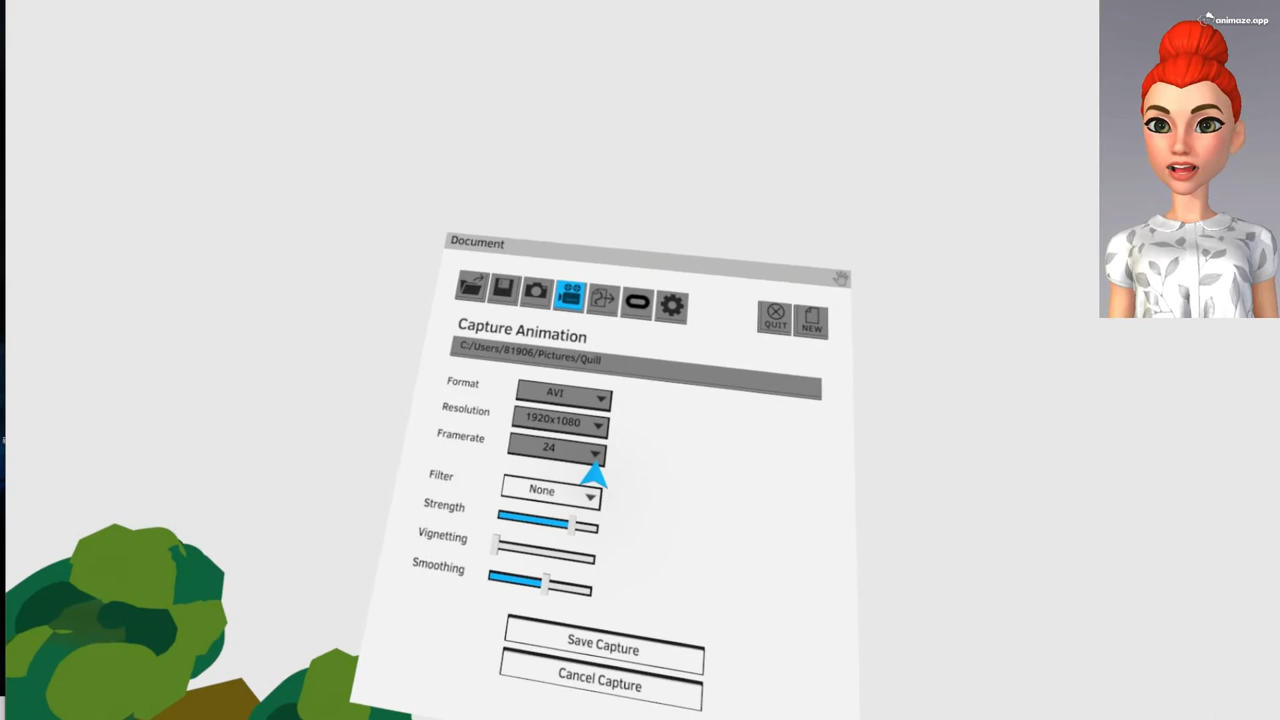 animaze.app
Document
QUIT
NEW
Capture Animation
C:/Users/81906/Pictures/Quill
Format
AVI
Resolution
1920x1080
Framerate
24
Filter
None
Strength
Vignetting
Smoothing
Save Capture
Cancel Capture